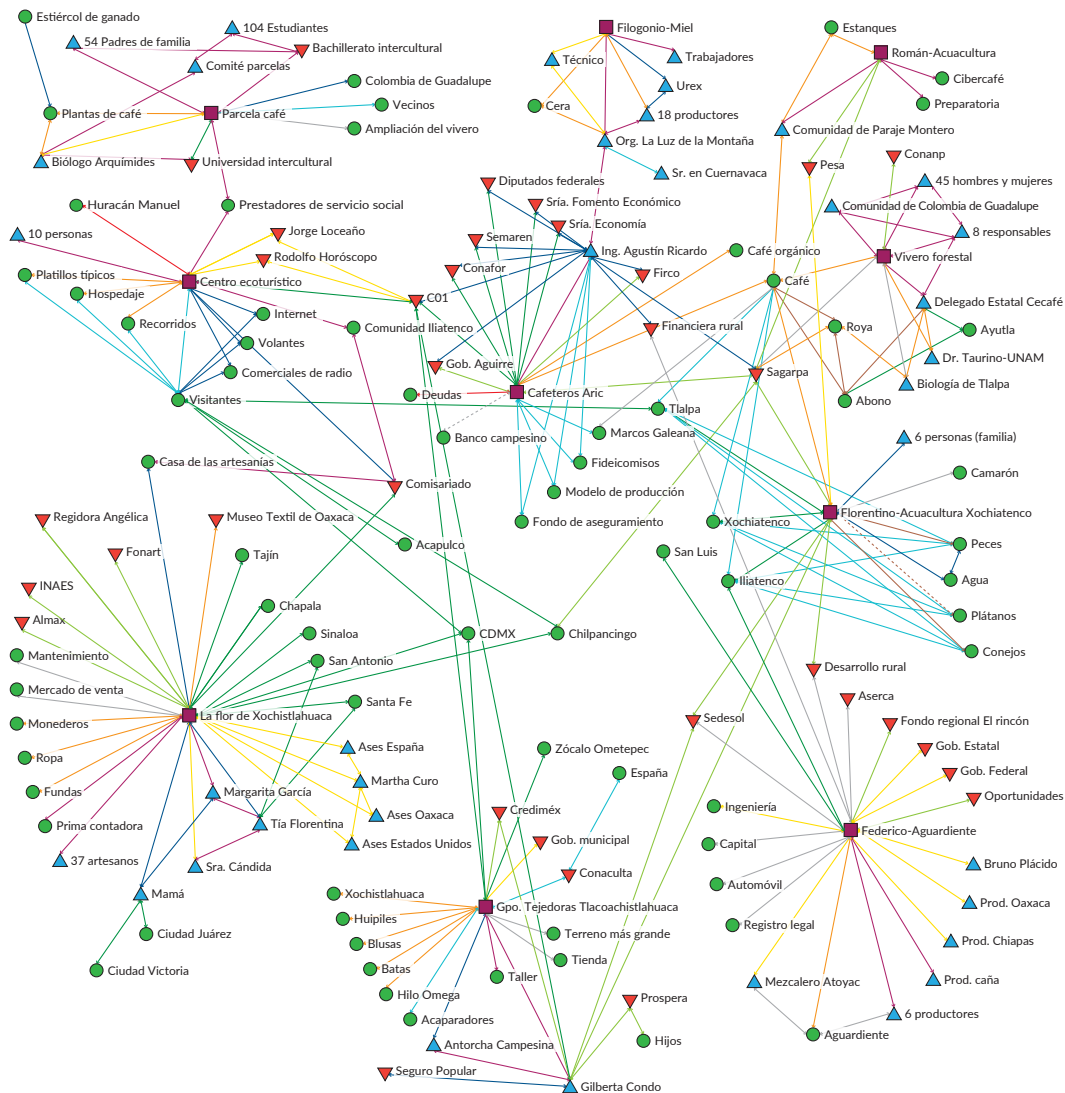 Estiércol de ganado
104 Estudiantes
54 Padres de familia
Bachillerato intercultural
Comité parcelas
Colombia de Guadalupe
Plantas de café
Parcela café
Vecinos
Ampliación del vivero
Biólogo Arquímides
Universidad intercultural
Huracán Manuel
Prestadores de servicio social
10 personas
Jorge Loceaño
Rodolfo Horóscopo
Platillos típicos
Centro ecoturístico
Hospedaje
C01
Recorridos
Internet
Comunidad Iliatenco
Volantes
Comerciales de radio
Visitantes
Filogonio-Miel
Técnico
Trabajadores
Urex
Cera
18 productores
Org. La Luz de la Montaña
Sr. en Cuernavaca
Diputados federales
Sría. Fomento Económico
Sría. Economía
Semaren
Ing. Agustín Ricardo
Conafor
Firco
Financiera rural
Gob. Aguirre
Deudas
Cafeteros Aric
Banco campesino
Marcos Galeana
Fideicomisos
Modelo de producción
Fondo de aseguramiento
Estanques
Román-Acuacultura
Cibercafé
Preparatoria
Comunidad de Paraje Montero
Pesa
Conanp
45 hombres y mujeres
Comunidad de Colombia de Guadalupe
8 responsables
Café orgánico
Vivero forestal
Café
Delegado Estatal Cecafé
Roya
Ayutla
Dr. Taurino-UNAM
Sagarpa
Biología de Tlalpa
Abono
Tlalpa
6 personas (familia)
Camarón
Florentino-Acuacultura Xochiatenco
Xochiatenco
Peces
San Luis
Iliatenco
Agua
Plátanos
Conejos
Casa de las artesanías
Comisariado
Regidora Angélica
Museo Textil de Oaxaca
Fonart
Tajín
Acapulco
INAES
Chapala
Almax
Sinaloa
CDMX
Chilpancingo
Mantenimiento
San Antonio
Mercado de venta
Santa Fe
Monederos
La flor de Xochistlahuaca
Ropa
Ases España
Fundas
Margarita García
Martha Curo
Prima contadora
Tía Florentina
Ases Oaxaca
37 artesanos
Sra. Cándida
Ases Estados Unidos
Mamá
Ciudad Juárez
Ciudad Victoria
Desarrollo rural
Sedesol
Aserca
Fondo regional El rincón
Gob. Estatal
Gob. Federal
Oportunidades
Ingeniería
Federico-Aguardiente
Capital
Bruno Plácido
Automóvil
Prod. Oaxaca
Registro legal
Prod. Chiapas
Mezcalero Atoyac
Prod. caña
6 productores
Aguardiente
Zócalo Ometepec
España
Crediméx
Gob. municipal
Conaculta
Xochistlahuaca
Gpo. Tejedoras Tlacoachistlahuaca
Huipiles
Terreno más grande
Blusas
Tienda
Batas
Taller
Hilo Omega
Prospera
Acaparadores
Hijos
Antorcha Campesina
Seguro Popular
Gilberta Condo